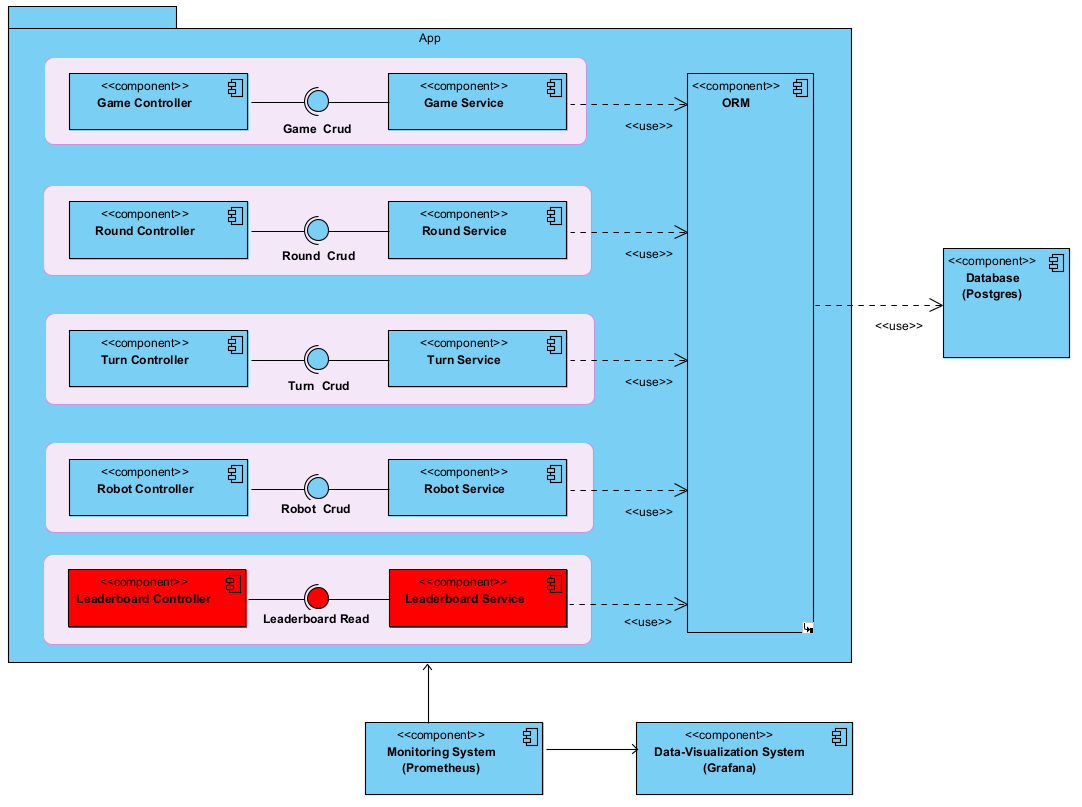 App
<<component>>
Game Controller
Game Crud
<<component>>
Game Service
<<use>>
<<component>>
ORM
<<component>>
Round Controller
Round Crud
<<component>>
Round Service
<<use>>
<<component>>
Database
(Postgres)
<<use>>
<<component>>
Turn Controller
Turn Crud
<<component>>
Turn Service
<<use>>
<<component>>
Robot Controller
Robot Crud
<<component>>
Robot Service
<<use>>
<<component>>
Leaderboard Controller
Leaderboard Read
<<component>>
Leaderboard Service
<<use>>
<<component>>
Monitoring System
(Prometheus)
<<component>>
Data-Visualization System
(Grafana)